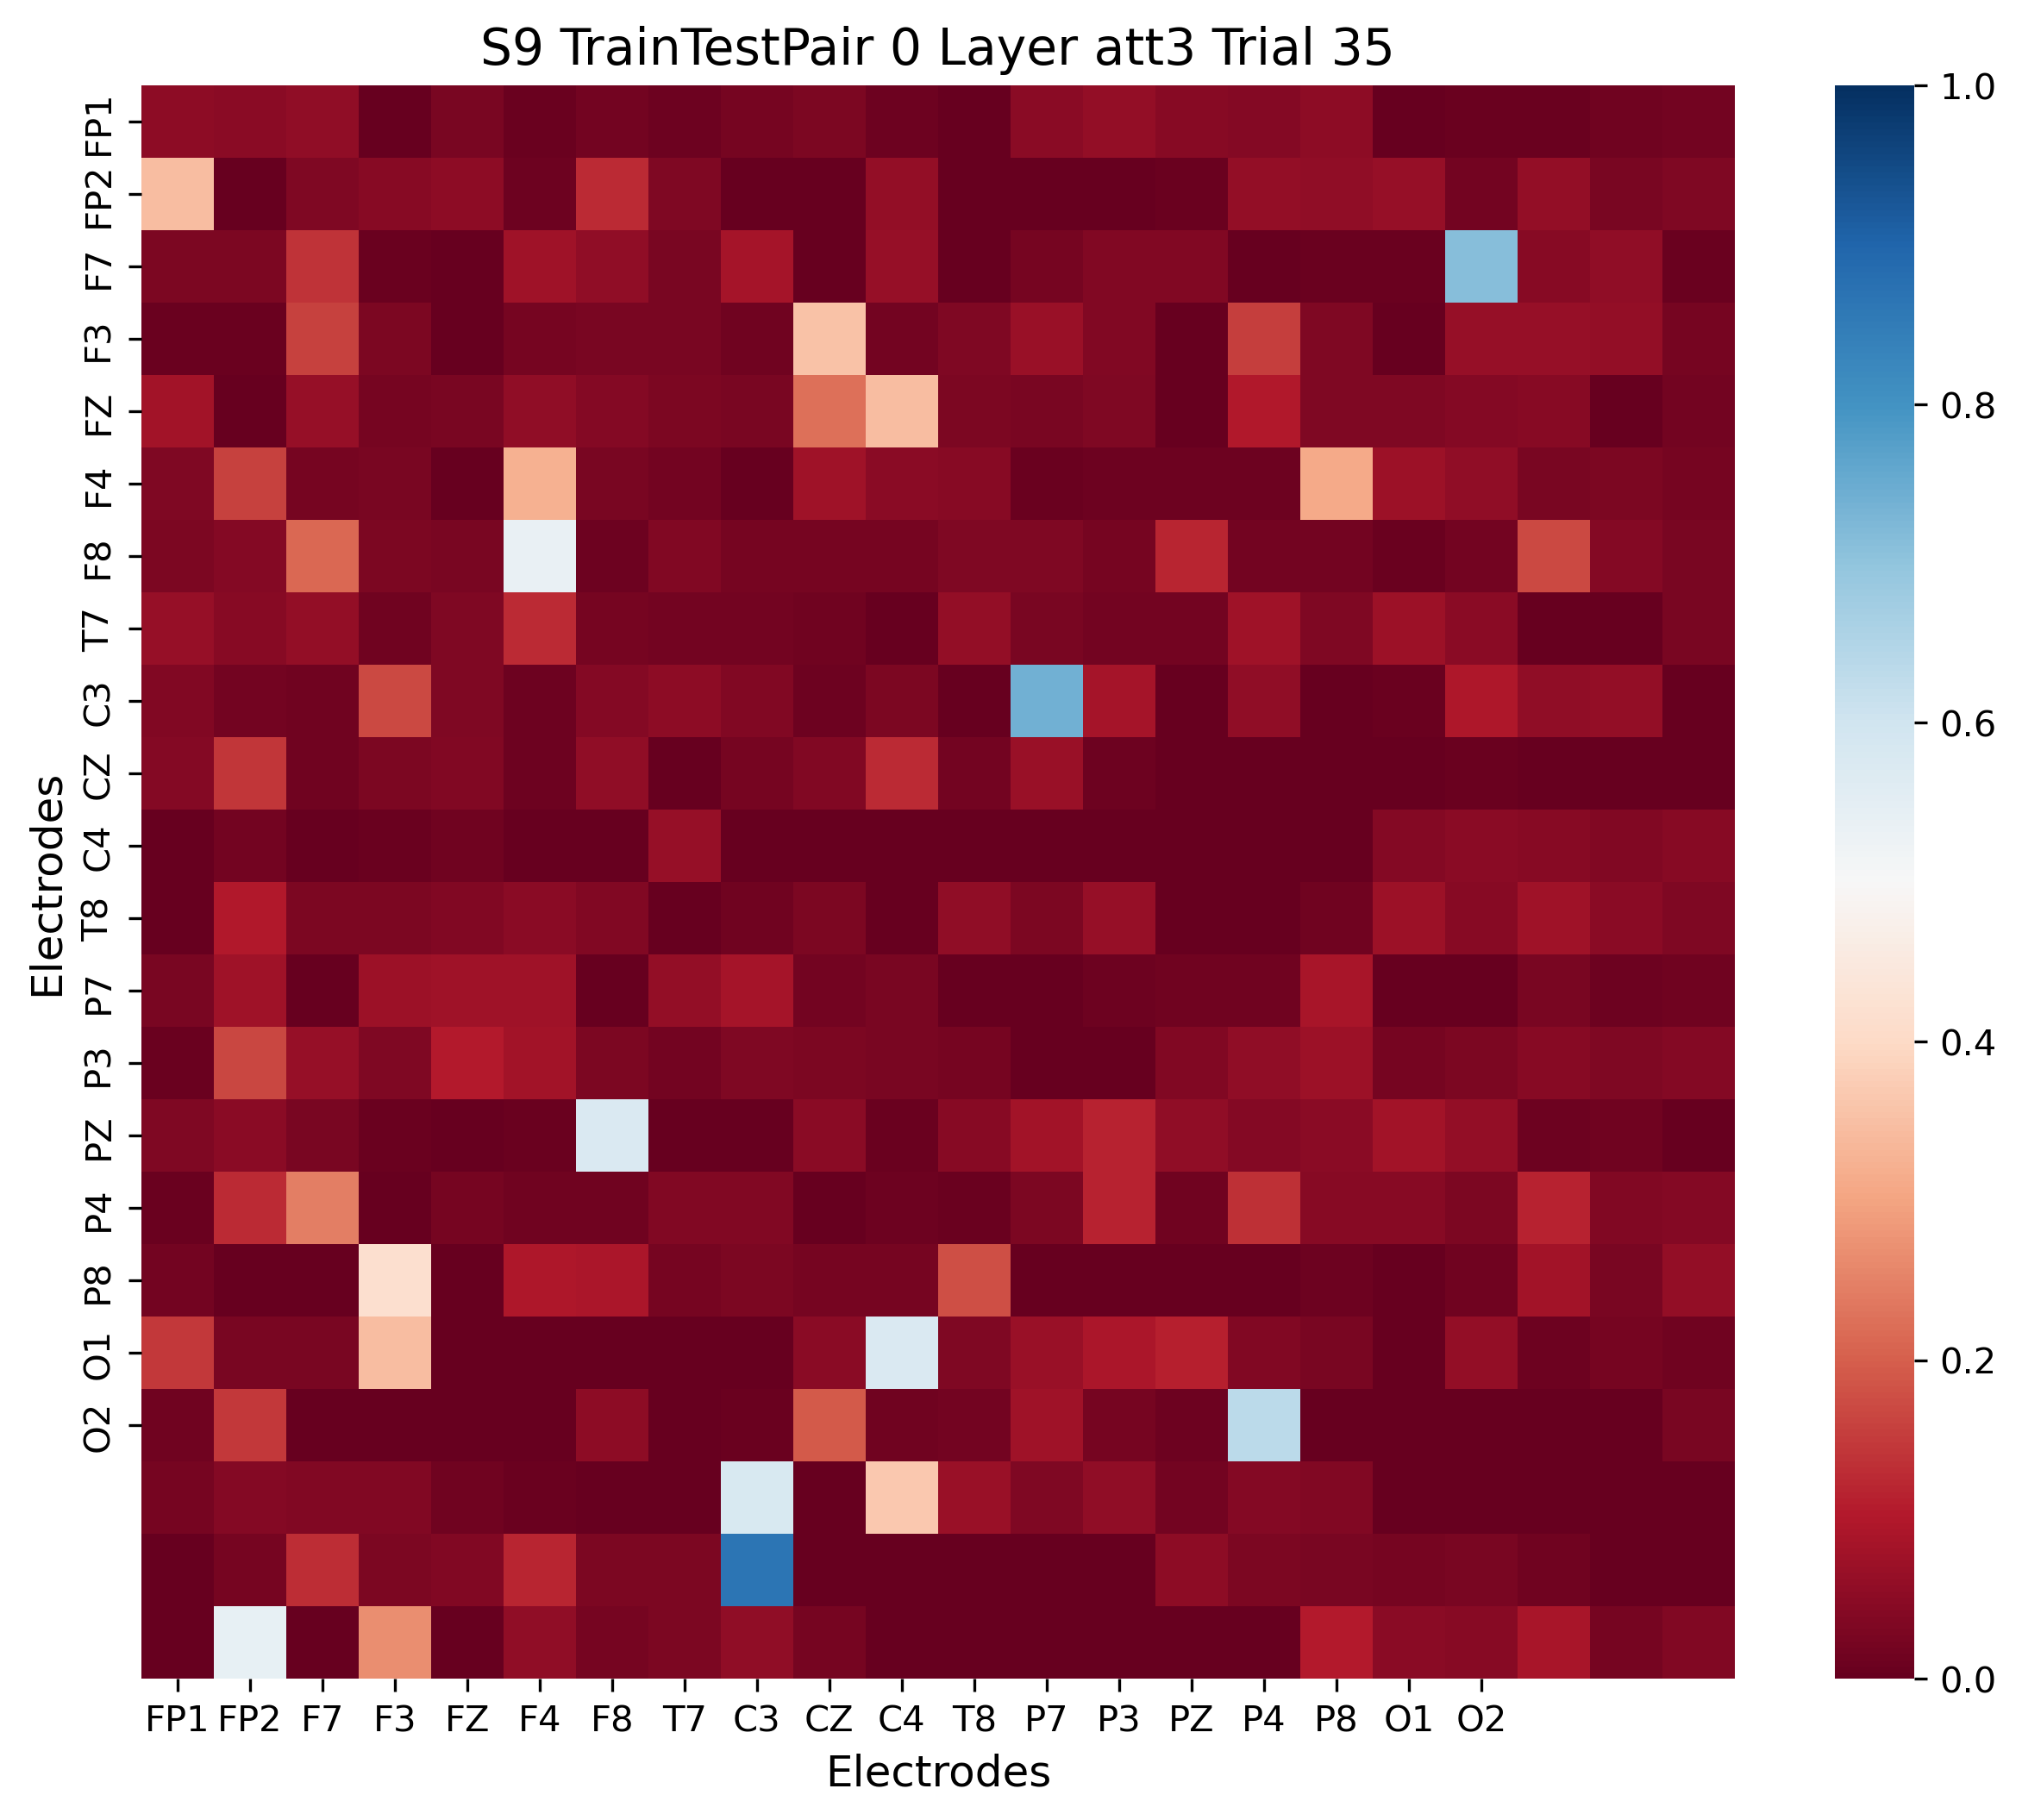 S9 TrainTestPair 0 Layer att3 Trial 35
Electrodes
FP1
FP2
F7
F3
FZ
F4
F8
T7
C3
CZ
C4
T8
P7
P3
PZ
P4
P8
O1
O2
FP1 FP2 F7 F3 FZ F4 F8 T7 C3 CZ C4 T8 P7 P3 PZ P4 P8 O1 O2
Electrodes
1.0
0.8
0.6
0.4
0.2
0.0